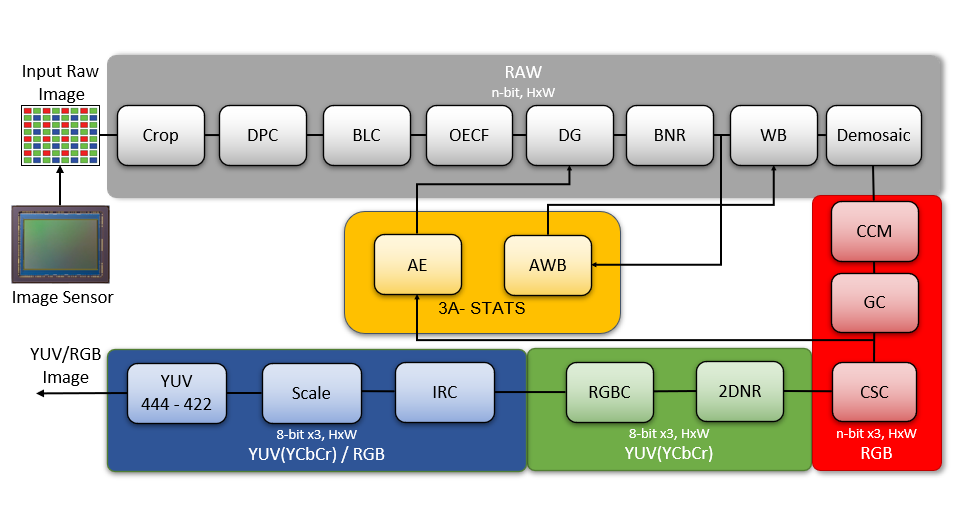 Input Raw
Image
RAW
n-bit, HxW
Crop
DPC
BLC
OECF
DG
BNR
WB
Demosaic
Image Sensor
AE
AWB
3A- STATS
CCM
GC
CSC
n-bit x3, HxW
RGB
2DNR
RGBC
8-bit x3, HxW
YUV(YCbCr)
IRC
Scale
YUV
444 - 422
8-bit x3, HxW
YUV(YCbCr) / RGB
YUV/RGB
Image